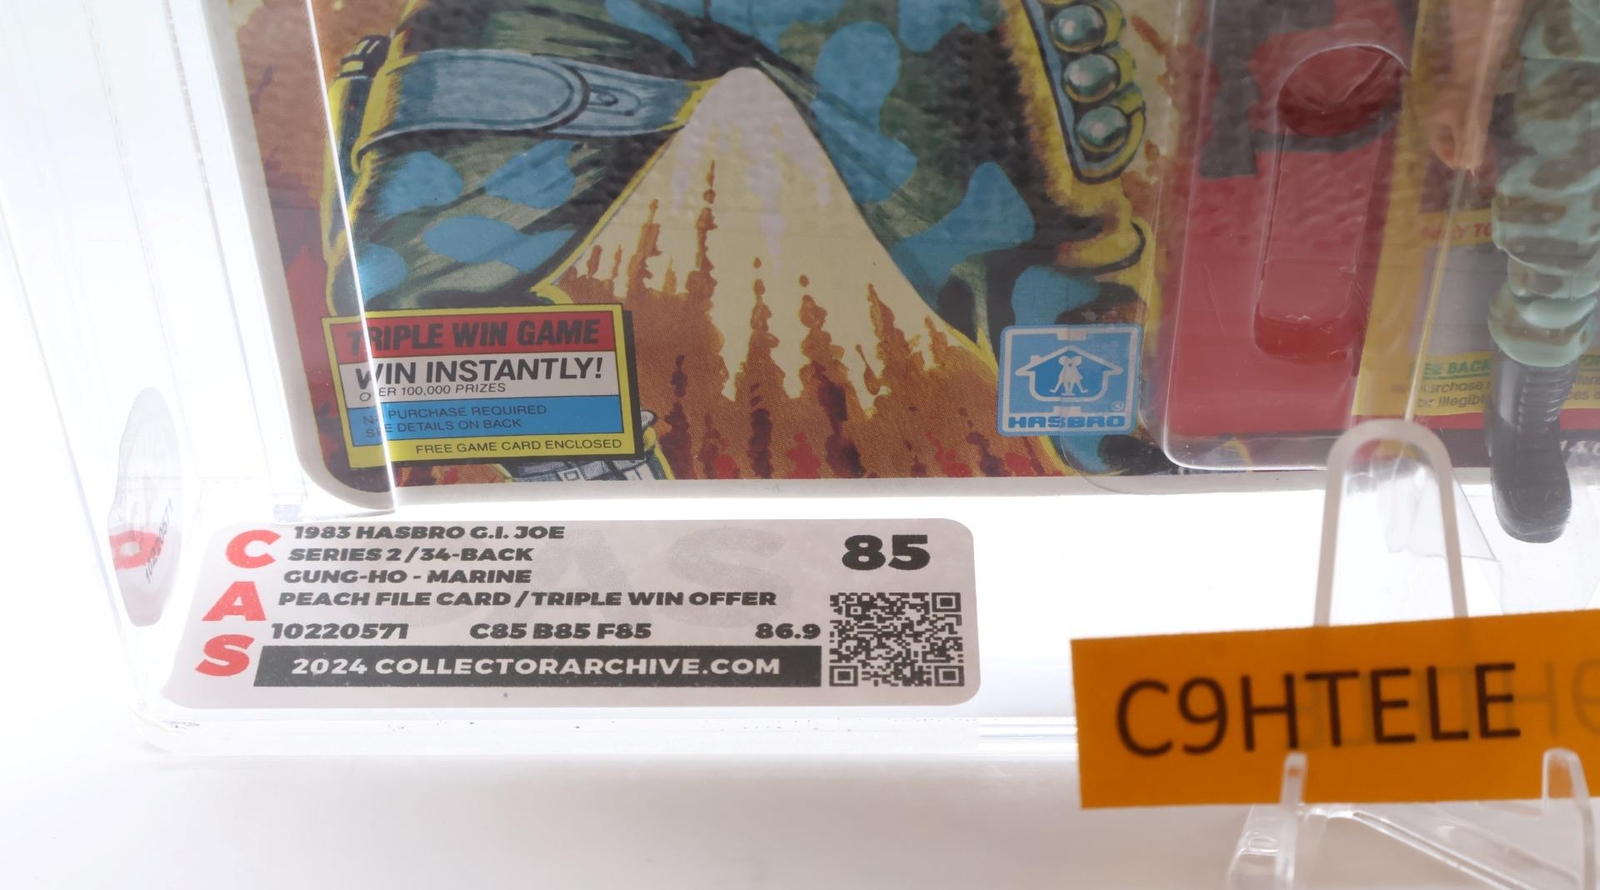 TRIPLE WIN GAME
WIN INSTANTLY!
OVER 100,000 PRIZES
NO PURCHASE REQUIRED
SEE DETAILS ON BACK
FREE GAME CARD ENCLOSED
HASBRO
CAS
1983 HASBRO G.I. JOE
SERIES 2 / 34-BACK
GUNG-HO - MARINE
PEACH FILE CARD / TRIPLE WIN OFFER
10220571 C85 B85 F85 86.9
2024 COLLECTORARCHIVE.COM
85
C9HTELE